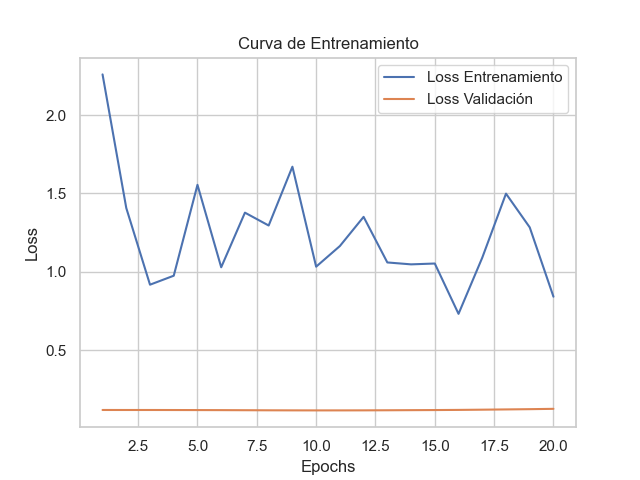 Curva de Entrenamiento
Loss Entrenamiento
Loss Validación
Loss
2.0
1.5
1.0
0.5
2.5 5.0 7.5 10.0 12.5 15.0 17.5 20.0
Epochs